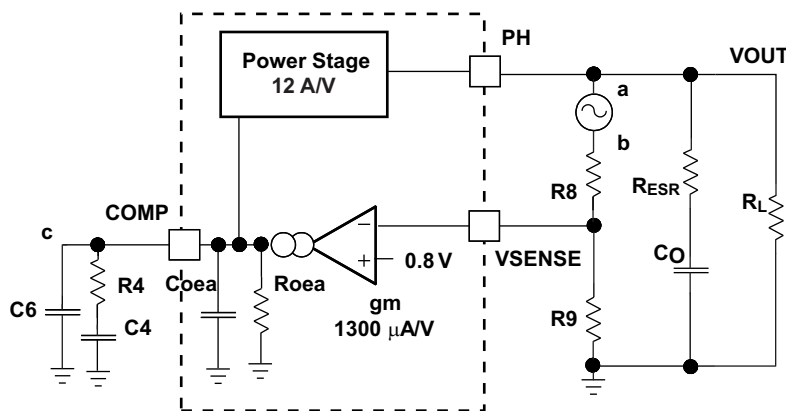 PH
VOUT
Power Stage
12 A/V
a
b
R8
RESR
RL
COMP
c
VSENSE
0.8 V
R4
Coea
Roea
CO
C6
C4
gm
1300 μA/V
R9
−
+